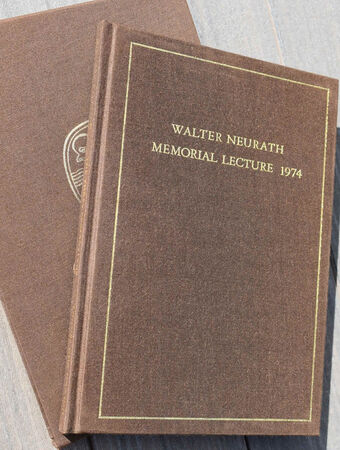 WALTER NEURATH
MEMORIAL LECTURE 1974